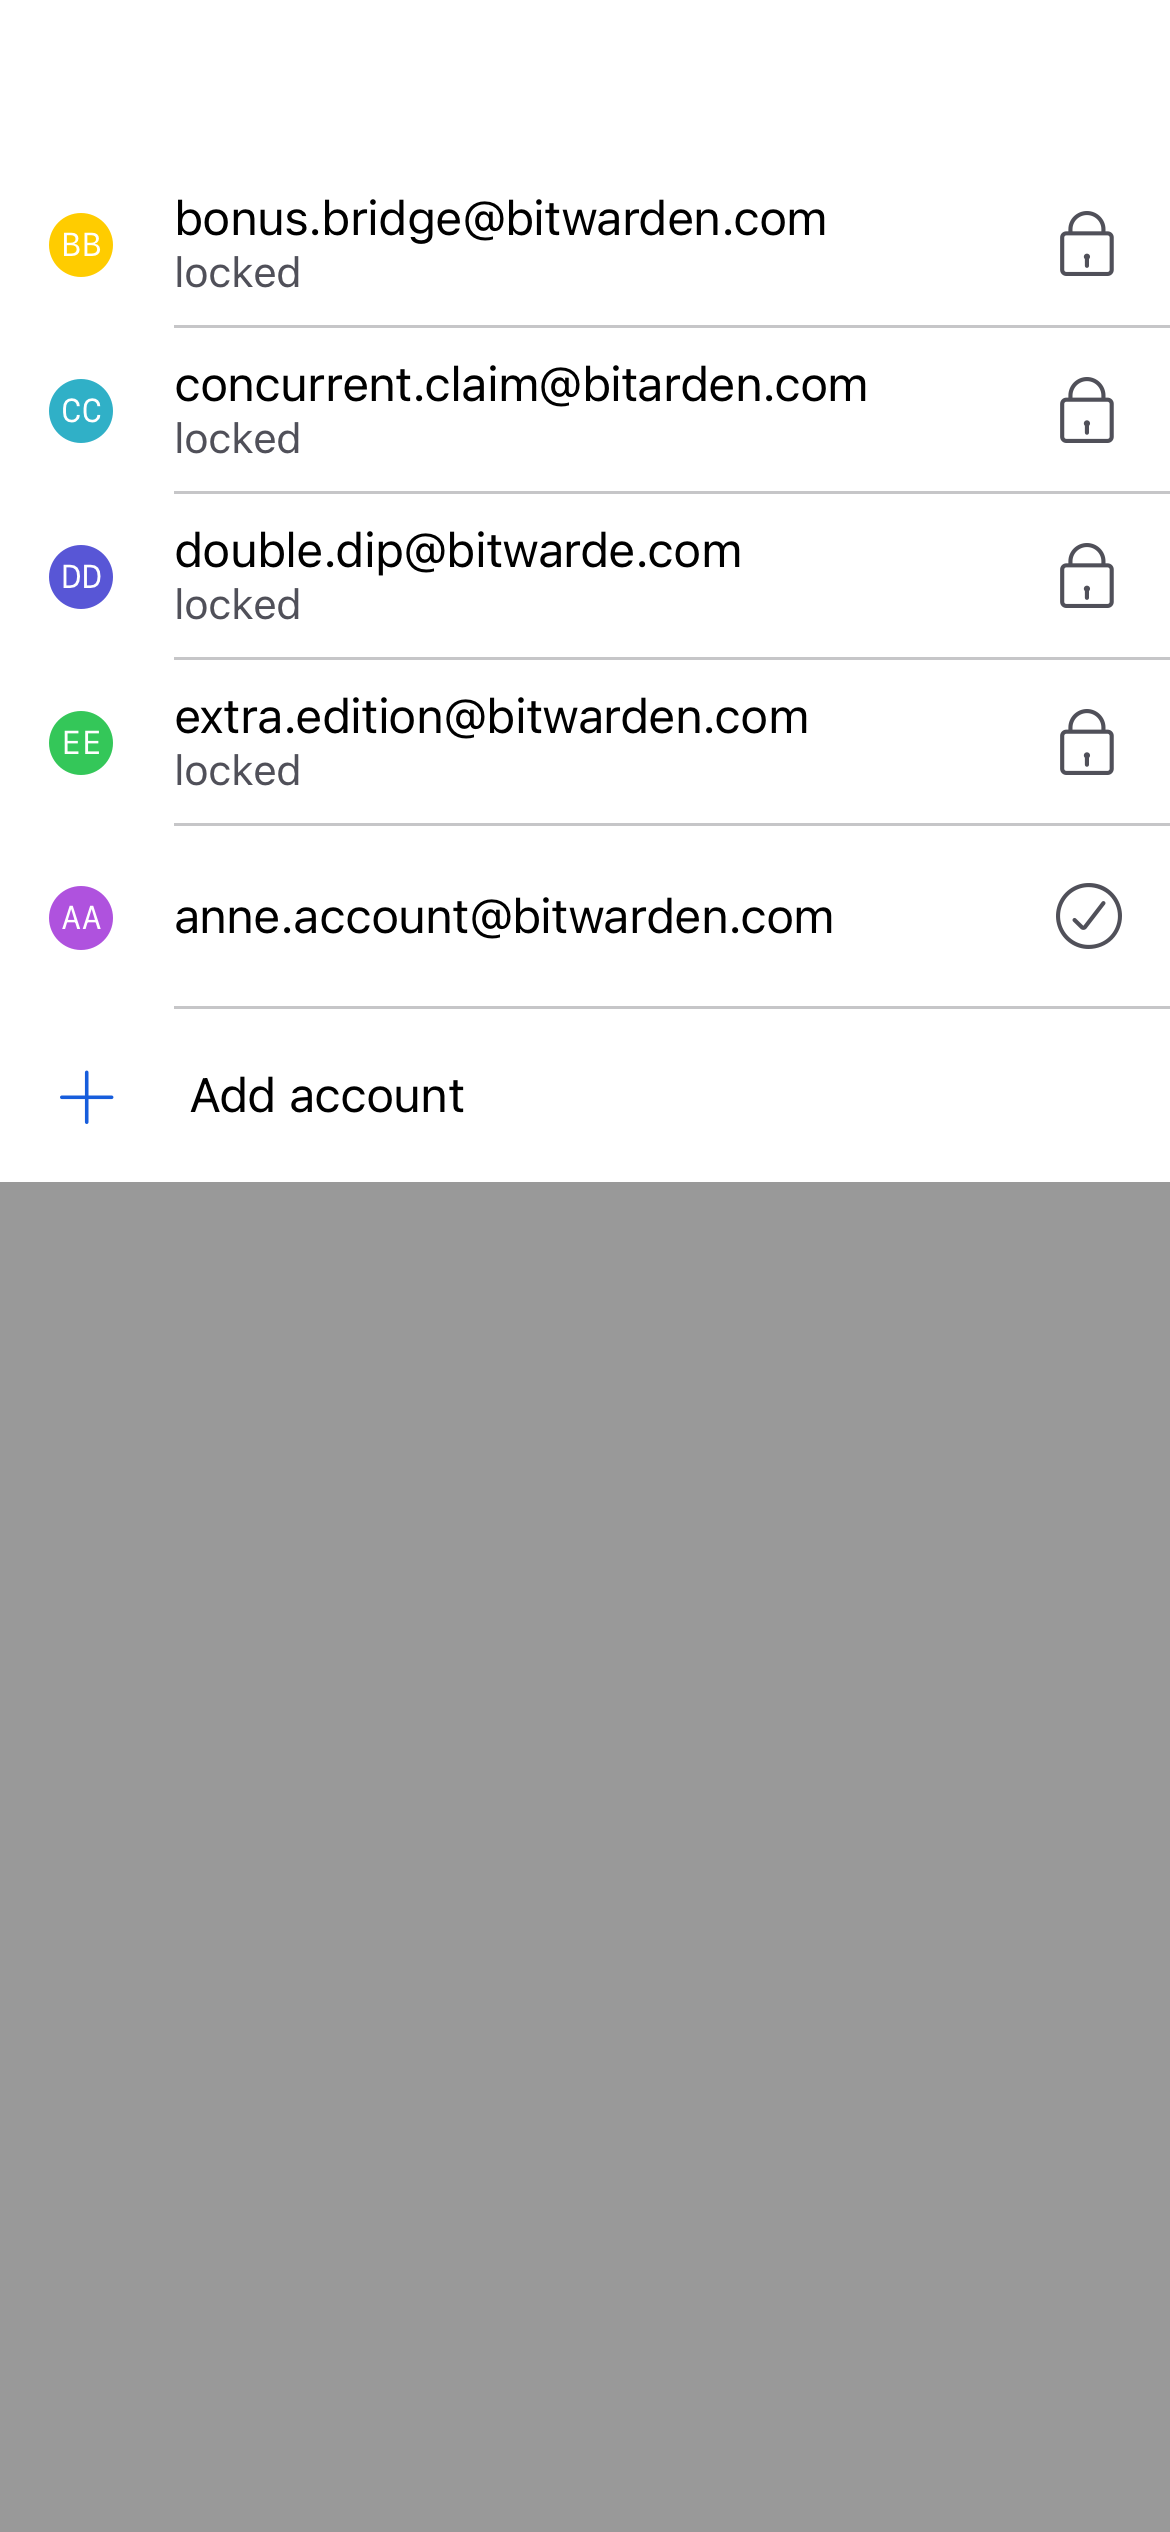 BB bonus.bridge@bitwarden.com
locked
CC concurrent.claim@bitarden.com
locked
DD double.dip@bitwarde.com
locked
EE extra.edition@bitwarden.com
locked
AA anne.account@bitwarden.com
Add account